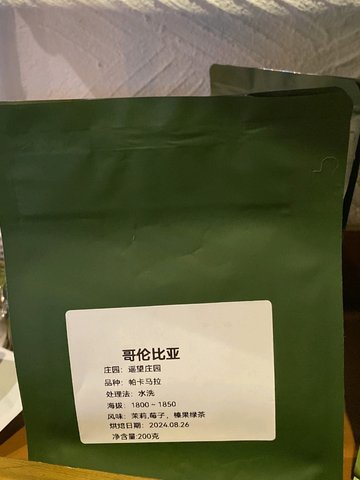 哥伦比亚
庄园：遥望庄园
品种：帕卡马拉
处理法：水洗
海拔：1800～1850
风味：茉莉,莓子，榛果绿茶
烘焙日期：2024.08.26
净含量:200克